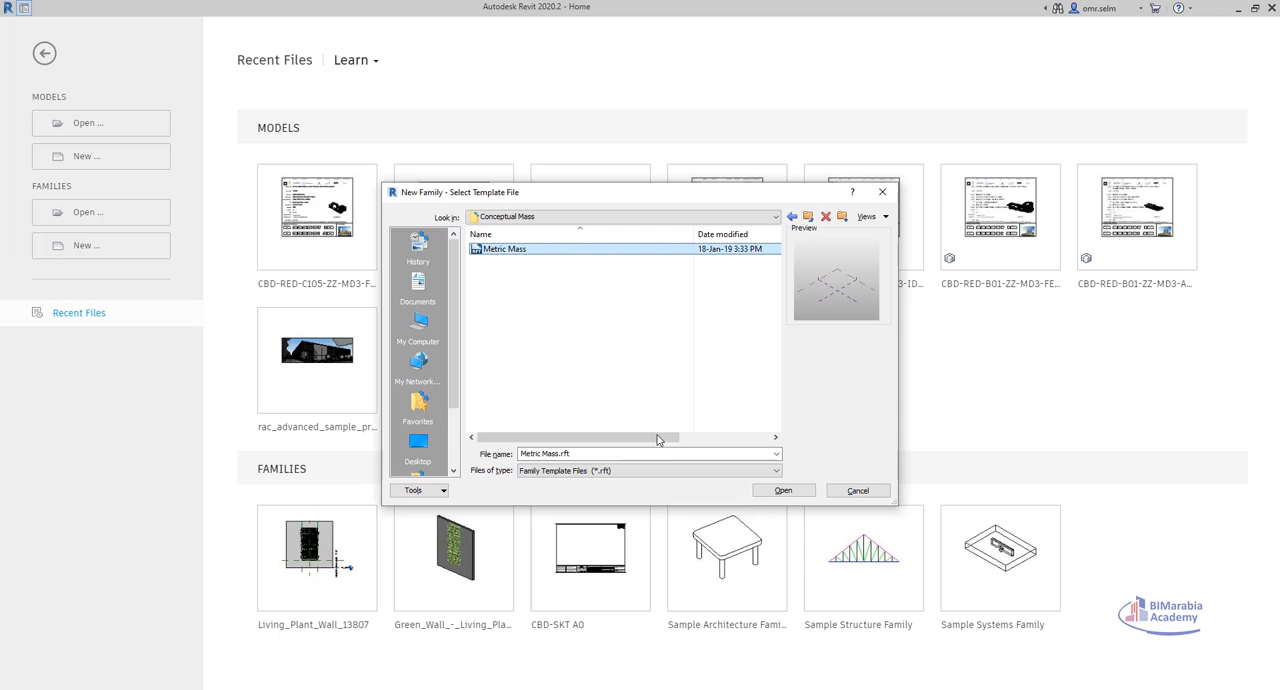 Autodesk Revit 2020.2 - Home
omr.selm
Recent Files
Learn
MODELS
Open ...
New ...
FAMILIES
Open ...
New ...
Recent Files
MODELS
CBD-RED-C105-ZZ-MD3-F...
3-ID...
CBD-RED-B01-ZZ-MD3-FE...
CBD-RED-B01-ZZ-MD3-A...
rac_advanced_sample_pr...
New Family - Select Template File
Look in:
Conceptual Mass
Views
Name
Date modified
Preview
Metric Mass
18-Jan-19 3:33 PM
History
Documents
My Computer
My Network...
Favorites
Desktop
File name:
Metric Mass.rft
Files of type:
Family Template Files (*.rft)
Tools
Open
Cancel
FAMILIES
Living_Plant_Wall_13807
Green_Wall_-_Living_Pla...
CBD-SKT A0
Sample Architecture Fami...
Sample Structure Family
Sample Systems Family
BIMarabia
Academy